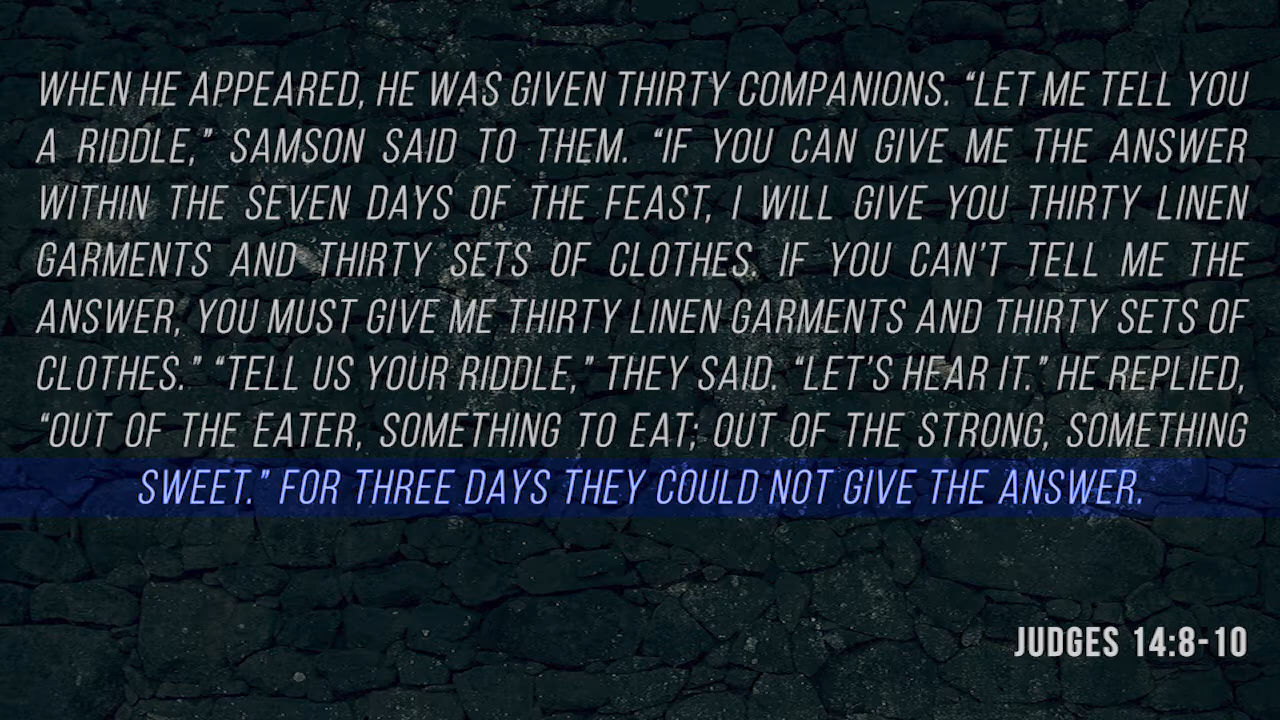 WHEN HE APPEARED, HE WAS GIVEN THIRTY COMPANIONS. “LET ME TELL YOU
A RIDDLE,” SAMSON SAID TO THEM. “IF YOU CAN GIVE ME THE ANSWER
WITHIN THE SEVEN DAYS OF THE FEAST, I WILL GIVE YOU THIRTY LINEN
GARMENTS AND THIRTY SETS OF CLOTHES. IF YOU CAN’T TELL ME THE
ANSWER, YOU MUST GIVE ME THIRTY LINEN GARMENTS AND THIRTY SETS OF
CLOTHES.” “TELL US YOUR RIDDLE,” THEY SAID. “LET’S HEAR IT.” HE REPLIED,
“OUT OF THE EATER, SOMETHING TO EAT; OUT OF THE STRONG, SOMETHING
SWEET.” FOR THREE DAYS THEY COULD NOT GIVE THE ANSWER.
JUDGES 14:8-10